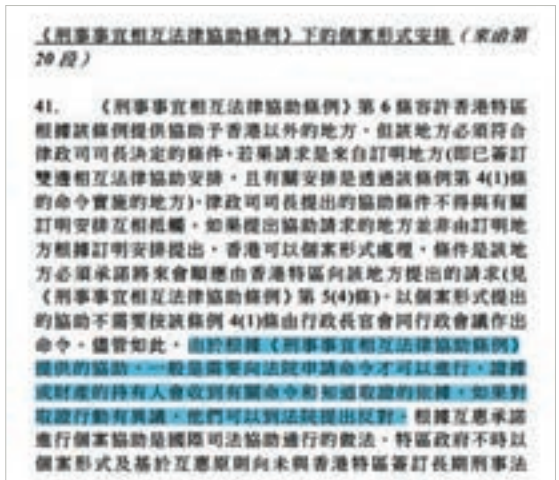 《刑事事宜相互法律協助條例》下的個案形式安排（來函第
20 段）
41. 《刑事事宜相互法律協助條例》第 6 條容許香港特區
根據該條例提供協助予香港以外的地方，但該地方必須符合
律政司司長決定的條件。若果請求是來自訂明地方(即已簽訂
雙邊相互法律協助安排，且有關安排是透過該條例第 4(1)條
的命令實施的地方)，律政司司長提出的協助條件不得與有關
訂明安排互相抵觸。如果提出協助請求的地方並非由訂明地
方根據訂明安排提出，香港可以個案形式處理，條件是該地
方必須承諾將來會順應由香港特區向該地方提出的請求(見
《刑事事宜相互法律協助條例》第 5(4)條)。以個案形式提出
的協助不需要按該條例 4(1)條由行政長官會同行政會議作出
命令。儘管如此，由於根據《刑事事宜相互法律協助條例》
提供的協助，一般是需要向法院申請命令才可以進行，證據
或財產的持有人會收到有關命令和知道取證的依據，如果對
取證行動有異議，他們可以到法院提出反對。根據互惠承諾
進行個案協助是國際司法協助通行的做法，特區政府不時以
個案形式及基於互惠原則向未與香港特區簽訂長期刑事法